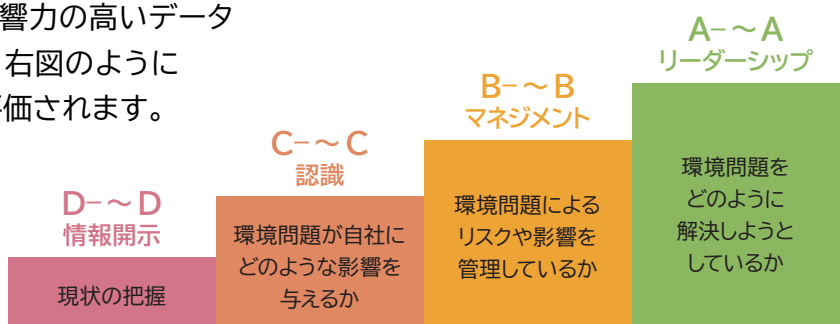 響力の高いデータ
右図のように
価されます。
A-～A
リーダーシップ
B-～B
マネジメント
C-～C
認識
D-～D
情報開示
現状の把握
環境問題が自社に
どのような影響を
与えるか
環境問題による
リスクや影響を
管理しているか
環境問題を
どのように
解決しようと
しているか